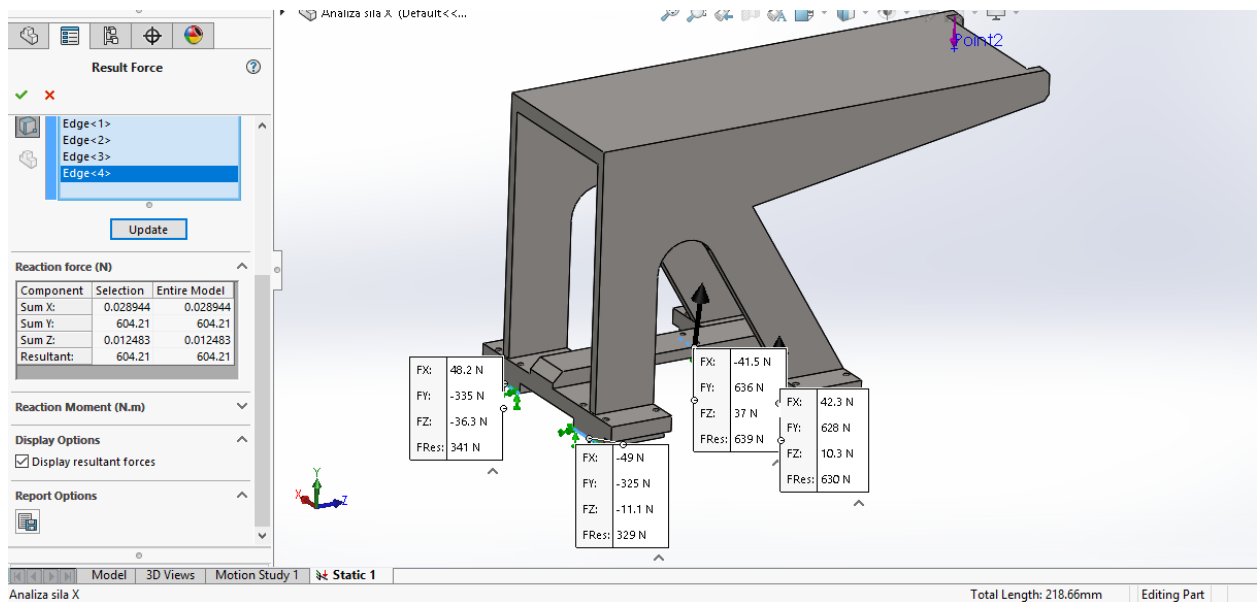 Analiza sila X (Default<<...
Result Force
Edge<1>
Edge<2>
Edge<3>
Edge<4>
Update
Reaction force (N)
Component Selection Entire Model
Sum X: 0.028944 0.028944
Sum Y: 604.21 604.21
Sum Z: 0.012483 0.012483
Resultant: 604.21 604.21
Reaction Moment (N.m)
Display Options
Display resultant forces
Report Options
Point2
FX: 48.2 N
FY: -335 N
FZ: -36.3 N
FRes: 341 N
FX: -49 N
FY: -325 N
FZ: -11.1 N
FRes: 329 N
FX: -41.5 N
FY: 636 N
FZ: 37 N
FRes: 639 N
FX: 42.3 N
FY: 628 N
FZ: 10.3 N
FRes: 630 N
Y
X
Z
Model 3D Views Motion Study 1 Static 1
Analiza sila X Total Length: 218.66mm Editing Part